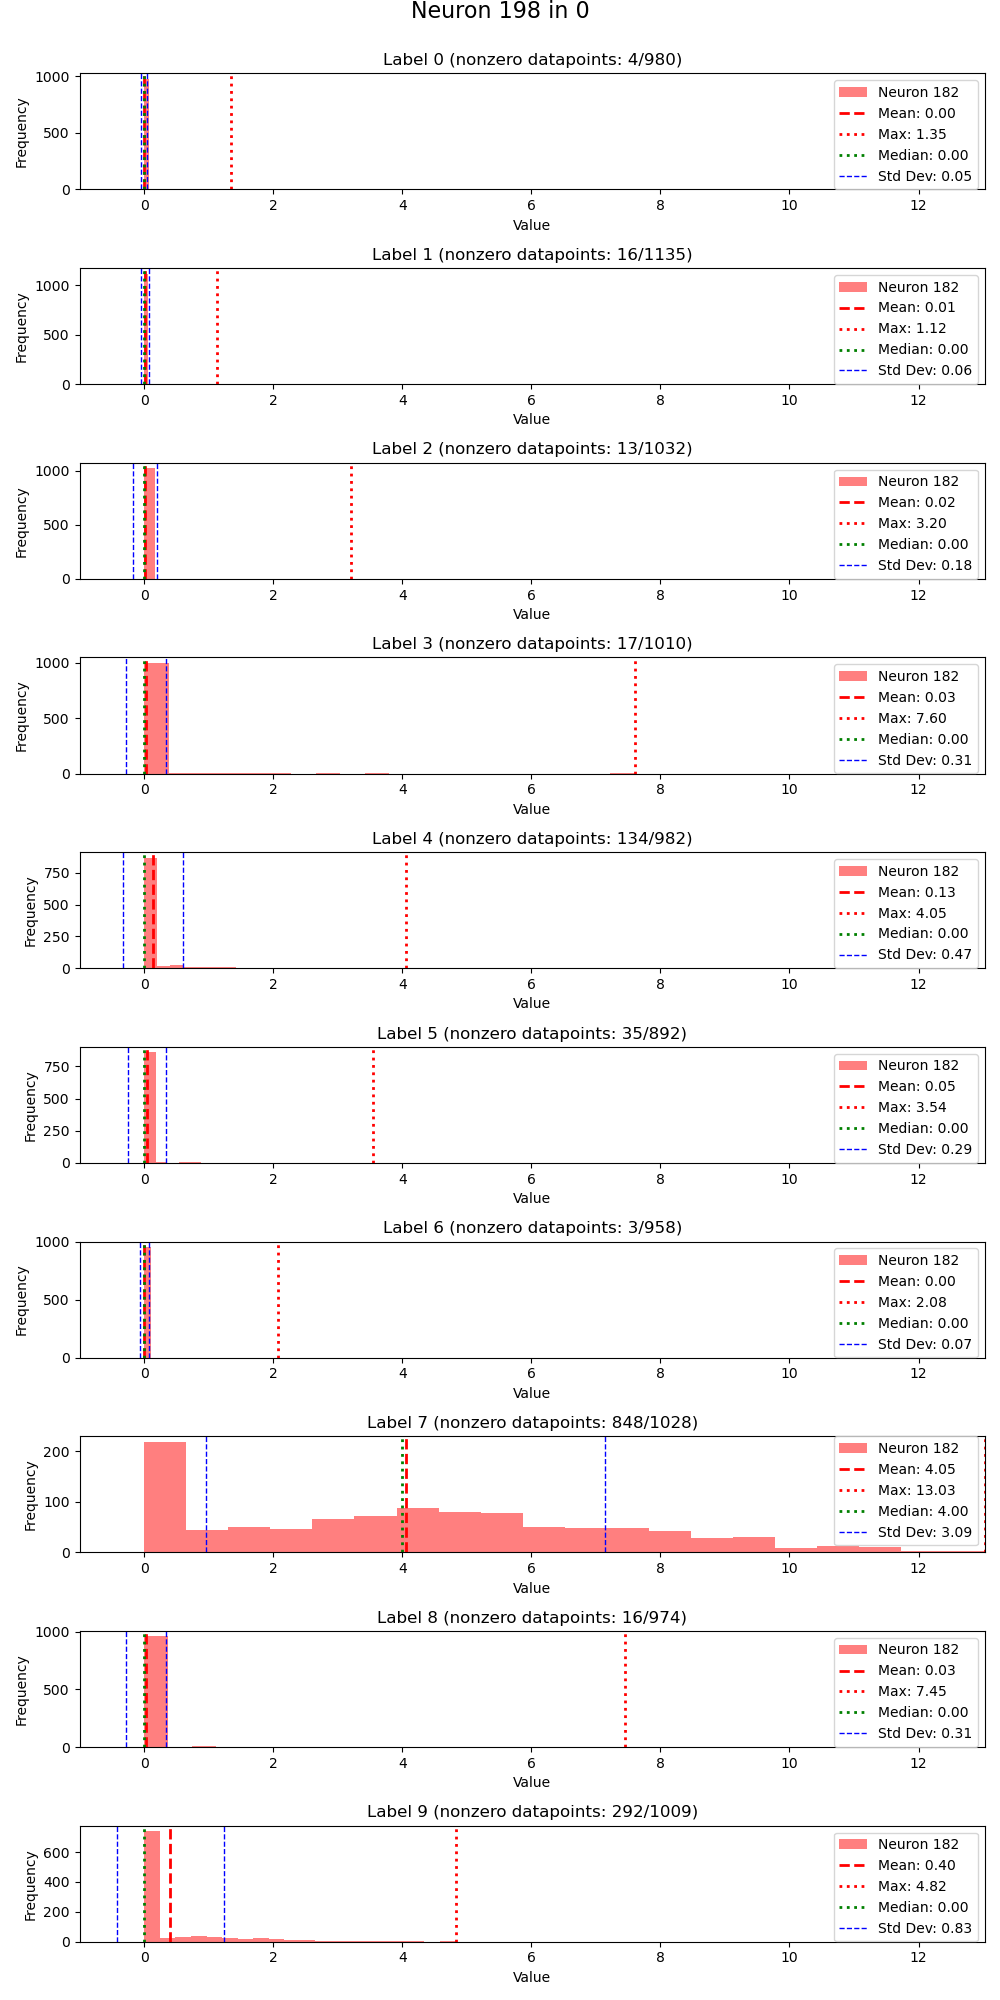 Neuron 198 in 0
Label 0 (nonzero datapoints: 4/980)
Frequency
1000
500
0
Neuron 182
Mean: 0.00
Max: 1.35
Median: 0.00
Std Dev: 0.05
0 2 4 6 8 10 12
Value
Label 1 (nonzero datapoints: 16/1135)
Frequency
1000
500
0
Neuron 182
Mean: 0.01
Max: 1.12
Median: 0.00
Std Dev: 0.06
0 2 4 6 8 10 12
Value
Label 2 (nonzero datapoints: 13/1032)
Frequency
1000
500
0
Neuron 182
Mean: 0.02
Max: 3.20
Median: 0.00
Std Dev: 0.18
0 2 4 6 8 10 12
Value
Label 3 (nonzero datapoints: 17/1010)
Frequency
1000
500
0
Neuron 182
Mean: 0.03
Max: 7.60
Median: 0.00
Std Dev: 0.31
0 2 4 6 8 10 12
Value
Label 4 (nonzero datapoints: 134/982)
Frequency
750
500
250
0
Neuron 182
Mean: 0.13
Max: 4.05
Median: 0.00
Std Dev: 0.47
0 2 4 6 8 10 12
Value
Label 5 (nonzero datapoints: 35/892)
Frequency
750
500
250
0
Neuron 182
Mean: 0.05
Max: 3.54
Median: 0.00
Std Dev: 0.29
0 2 4 6 8 10 12
Value
Label 6 (nonzero datapoints: 3/958)
Frequency
1000
500
0
Neuron 182
Mean: 0.00
Max: 2.08
Median: 0.00
Std Dev: 0.07
0 2 4 6 8 10 12
Value
Label 7 (nonzero datapoints: 848/1028)
Frequency
200
100
0
Neuron 182
Mean: 4.05
Max: 13.03
Median: 4.00
Std Dev: 3.09
0 2 4 6 8 10 12
Value
Label 8 (nonzero datapoints: 16/974)
Frequency
1000
500
0
Neuron 182
Mean: 0.03
Max: 7.45
Median: 0.00
Std Dev: 0.31
0 2 4 6 8 10 12
Value
Label 9 (nonzero datapoints: 292/1009)
Frequency
600
400
200
0
Neuron 182
Mean: 0.40
Max: 4.82
Median: 0.00
Std Dev: 0.83
0 2 4 6 8 10 12
Value